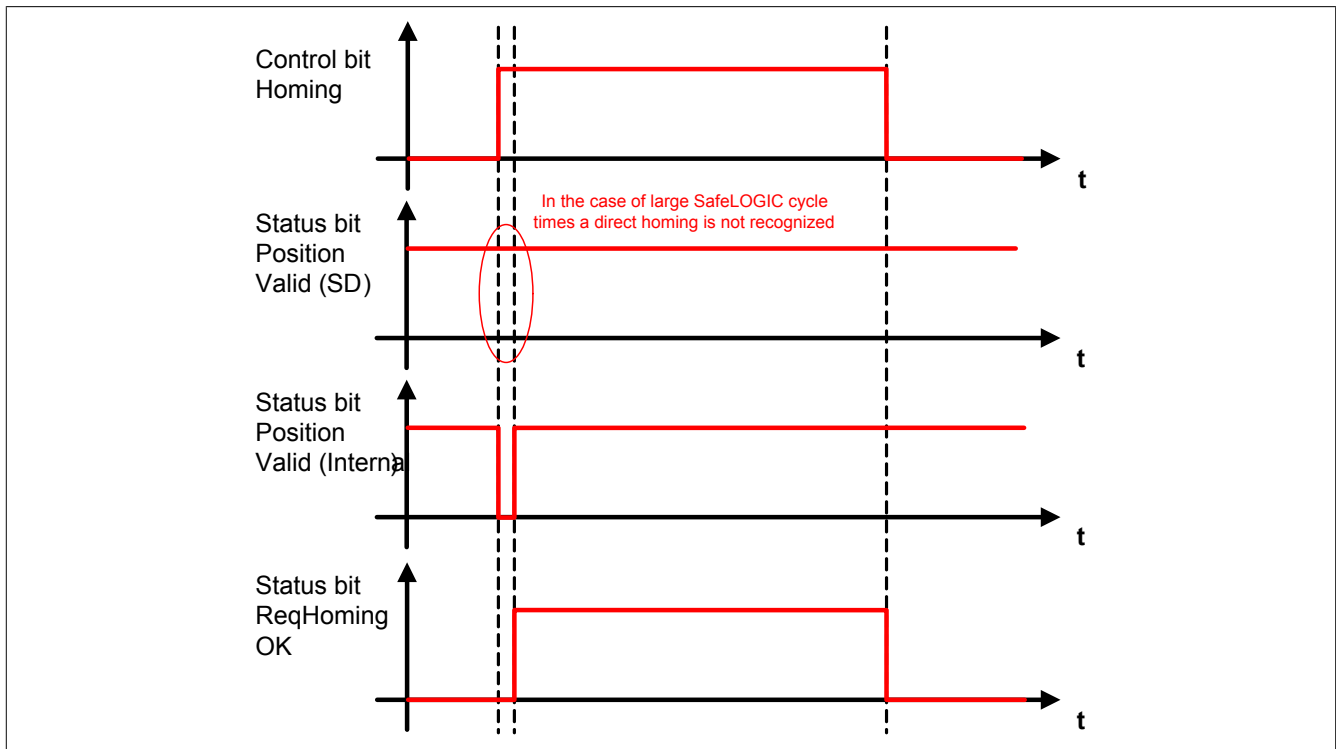 Control bit
Homing
t
In the case of large SafeLOGIC cycle
times a direct homing is not recognized
Status bit
Position
Valid (SD)
t
Status bit
Position
Valid (Interna)
t
Status bit
ReqHoming
OK
t